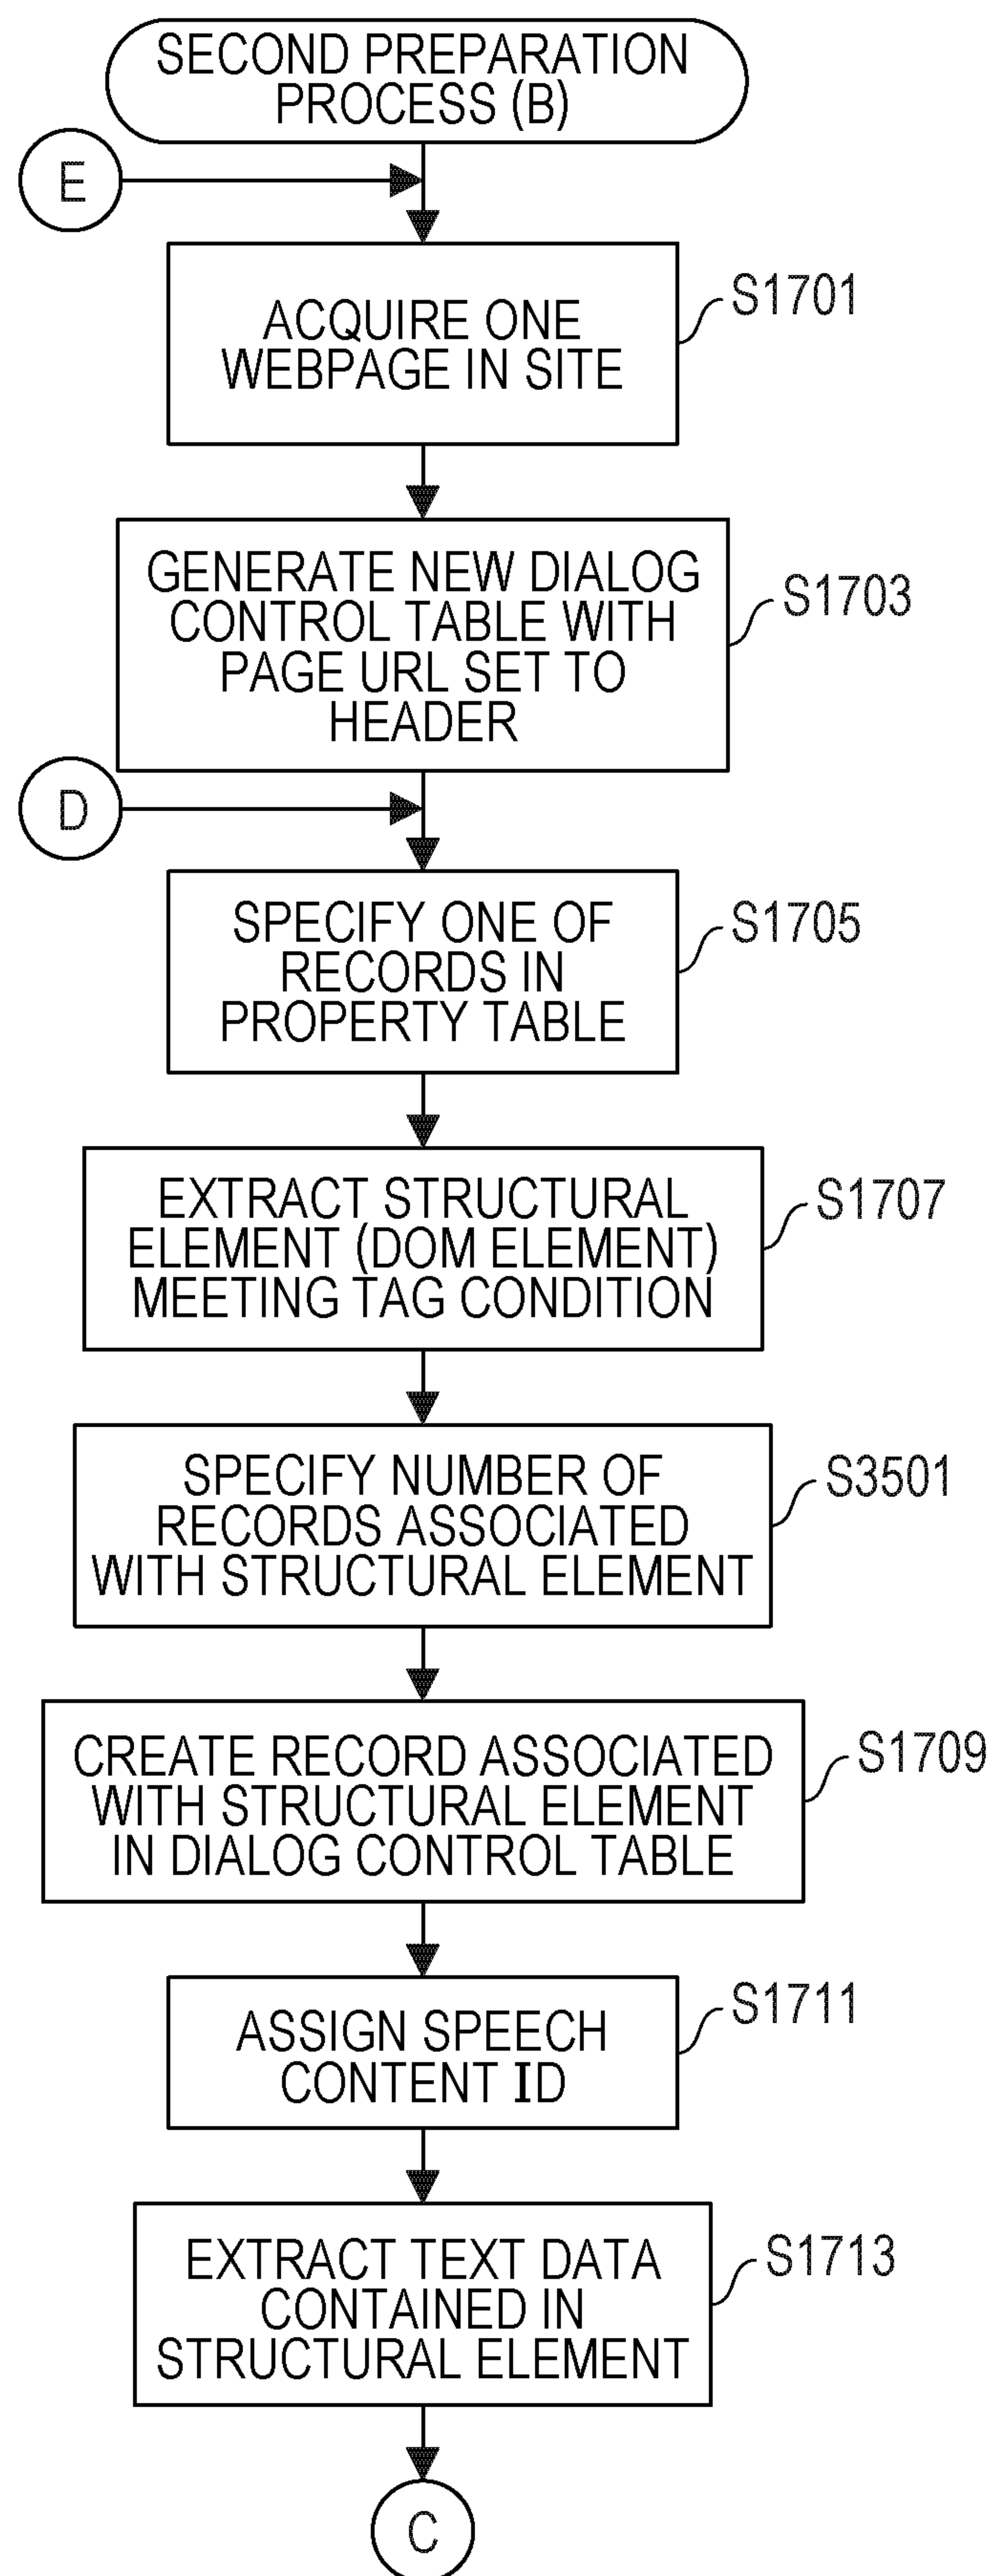 SECOND PREPARATION
PROCESS (B)
E
ACQUIRE ONE
WEBPAGE IN SITE
S1701
GENERATE NEW DIALOG
CONTROL TABLE WITH
PAGE URL SET TO
HEADER
S1703
D
SPECIFY ONE OF
RECORDS IN
PROPERTY TABLE
S1705
EXTRACT STRUCTURAL
ELEMENT (DOM ELEMENT)
MEETING TAG CONDITION
S1707
SPECIFY NUMBER OF
RECORDS ASSOCIATED
WITH STRUCTURAL ELEMENT
S3501
CREATE RECORD ASSOCIATED
WITH STRUCTURAL ELEMENT
IN DIALOG CONTROL TABLE
S1709
ASSIGN SPEECH
CONTENT ID
S1711
EXTRACT TEXT DATA
CONTAINED IN
STRUCTURAL ELEMENT
S1713
C